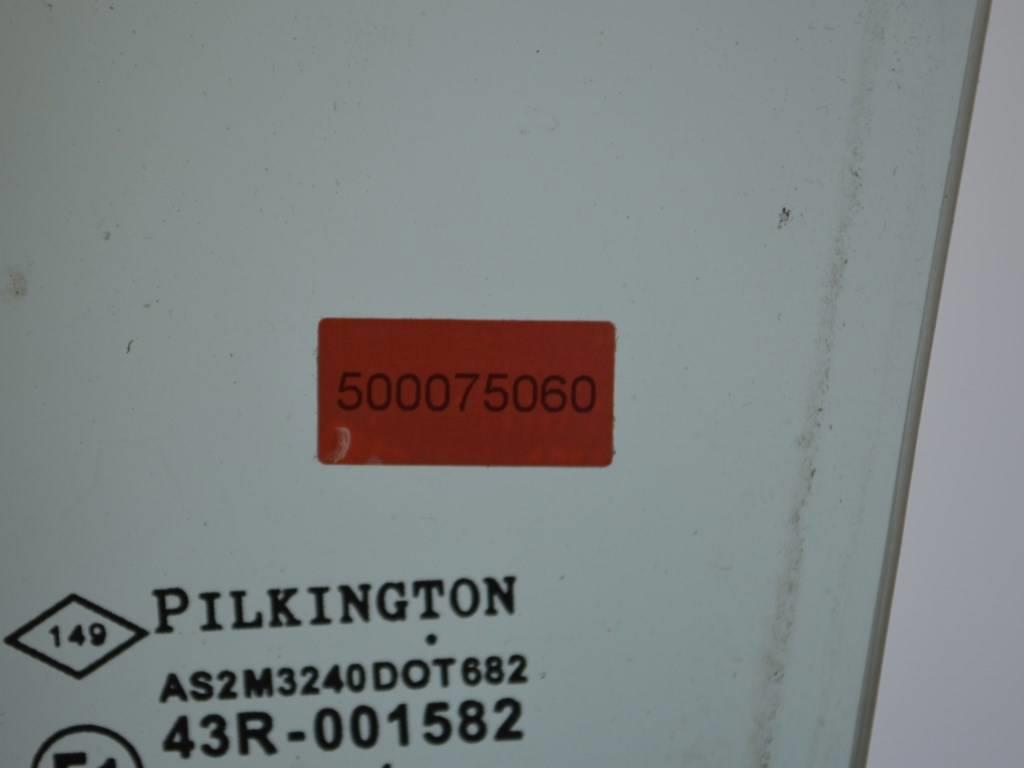 500075060
149 PILKINGTON
AS2M3240DOT682
43R-001582